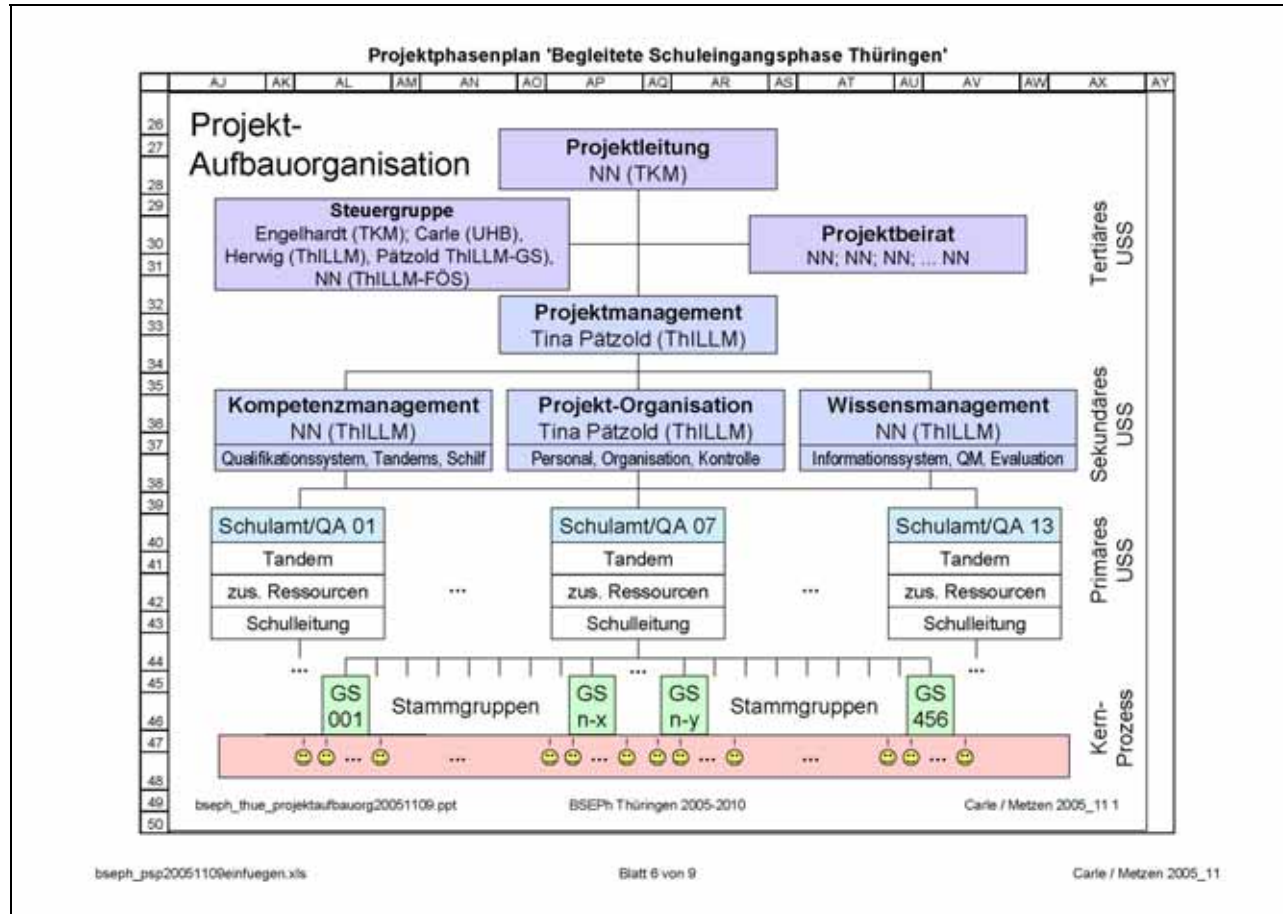 Projektphasenplan 'Begleitete Schuleingangsphase Thüringen'
AJ AK AL AM AN AO AP AQ AR AS AT AU AV AW AX AY
26
27
28
29
30
31
32
33
34
35
36
37
38
39
40
41
42
43
44
45
46
47
48
49
50
Projekt-
Aufbauorganisation
Projektleitung
NN (TKM)
Steuergruppe
Engelhardt (TKM); Carle (UHB),
Herwig (ThILLM), Pätzold ThILLM-GS),
NN (ThILLM-FÖS)
Projektbeirat
NN; NN; NN; ... NN
Tertiäres
USS
Projektmanagement
Tina Pätzold (ThILLM)
Kompetenzmanagement
NN (ThILLM)
Qualifikationssystem, Tandems, Schilf
Projekt-Organisation
Tina Pätzold (ThILLM)
Personal, Organisation, Kontrolle
Wissensmanagement
NN (ThILLM)
Informationssystem, QM, Evaluation
Sekundäres
USS
Schulamt/QA 01
Tandem
zus. Ressourcen
Schulleitung
...
...
Schulamt/QA 07
Tandem
zus. Ressourcen
Schulleitung
...
...
Schulamt/QA 13
Tandem
zus. Ressourcen
Schulleitung
...
Primäres
USS
GS
001
Stammgruppen
GS
n-x
GS
n-y
Stammgruppen
GS
456
Kern-
Prozess
... ... ... ... ... ...
bseph_thue_projektaufbauorg20051109.ppt BSEPh Thüringen 2005-2010 Carle / Metzen 2005_11 1
bseph_psp20051109einfuegen.xls Blatt 6 von 9 Carle / Metzen 2005_11